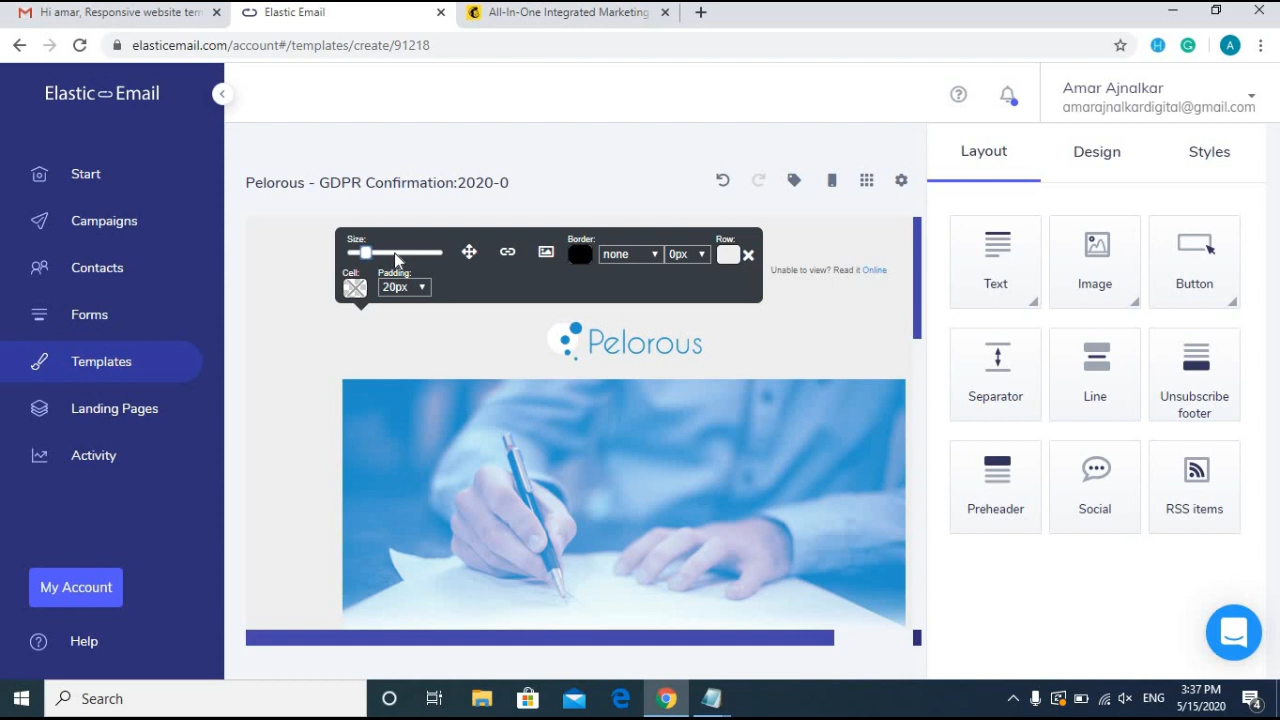 Hi amar, Responsive website tem
Elastic Email
All-In-One Integrated Marketing
elasticemail.com/account#/templates/create/91218
A
Elastic Email
Amar Ajnalkar
amarajnalkardigital@gmail.com
Start
Campaigns
Contacts
Forms
Templates
Landing Pages
Activity
My Account
Help
Pelorous - GDPR Confirmation:2020-0
Size:
Border:
none
0px
Row:
Cell:
Padding:
20px
Unable to view? Read it Online
Pelorous
Layout
Design
Styles
Text
Image
Button
Separator
Line
Unsubscribe
footer
Preheader
Social
RSS items
Search
ENG
3:37 PM
5/15/2020
4